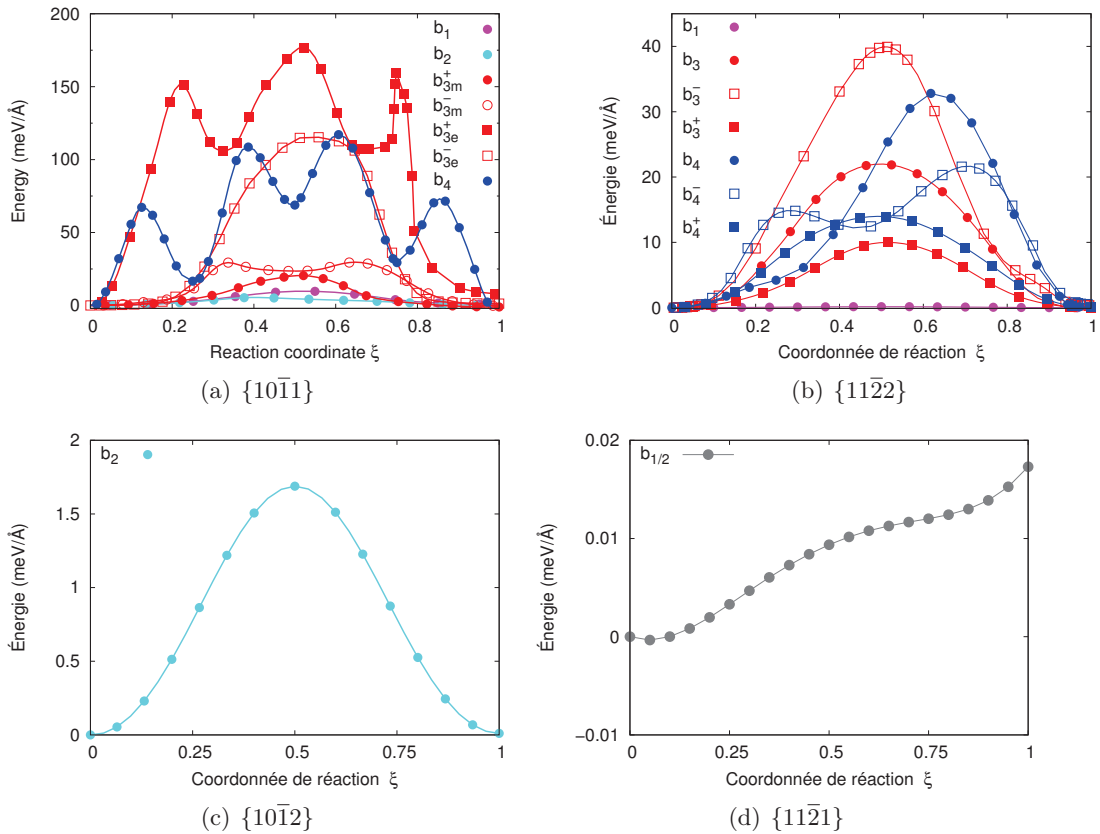 Energy (meV/Å)
200
150
100
50
0
0
0.2
0.4
0.6
0.8
1
Reaction coordinate ξ
b₁
b₂
b₃ₘ⁺
b₃ₘ⁻
b₃ₑ⁺
b₃ₑ⁻
b₄
(a) {101̅1}
Énergie (meV/Å)
40
30
20
10
0
0
0.2
0.4
0.6
0.8
1
Coordonnée de réaction ξ
b₁
b₃
b₃⁻
b₃⁺
b₄
b₄⁻
b₄⁺
(b) {112̅2}
Énergie (meV/Å)
2
1.5
1
0.5
0
0
0.25
0.5
0.75
1
Coordonnée de réaction ξ
b₂
(c) {101̅2}
Énergie (meV/Å)
0.02
0.01
0
−0.01
0
0.25
0.50
0.75
1
Coordonnée de réaction ξ
b₁/₂
(d) {112̅1}